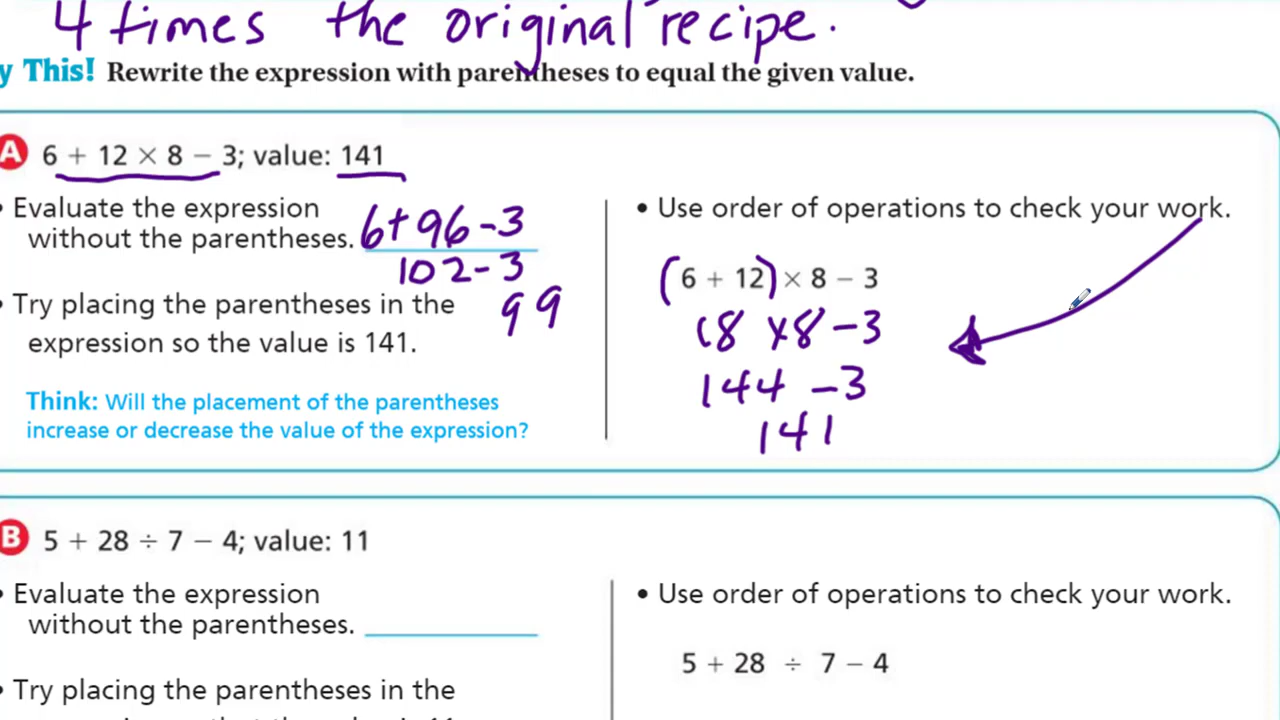 4 times the original recipe.
y This! Rewrite the expression with parentheses to equal the given value.
A 6 + 12 × 8 − 3; value: 141
• Evaluate the expression
without the parentheses. 6+96-3
102-3
99
• Try placing the parentheses in the
expression so the value is 141.
Think: Will the placement of the parentheses
increase or decrease the value of the expression?
• Use order of operations to check your work.
(6 + 12) × 8 − 3
18 x8-3
144 -3
141
B 5 + 28 ÷ 7 − 4; value: 11
• Evaluate the expression
without the parentheses.
• Try placing the parentheses in the
• Use order of operations to check your work.
5 + 28 ÷ 7 − 4